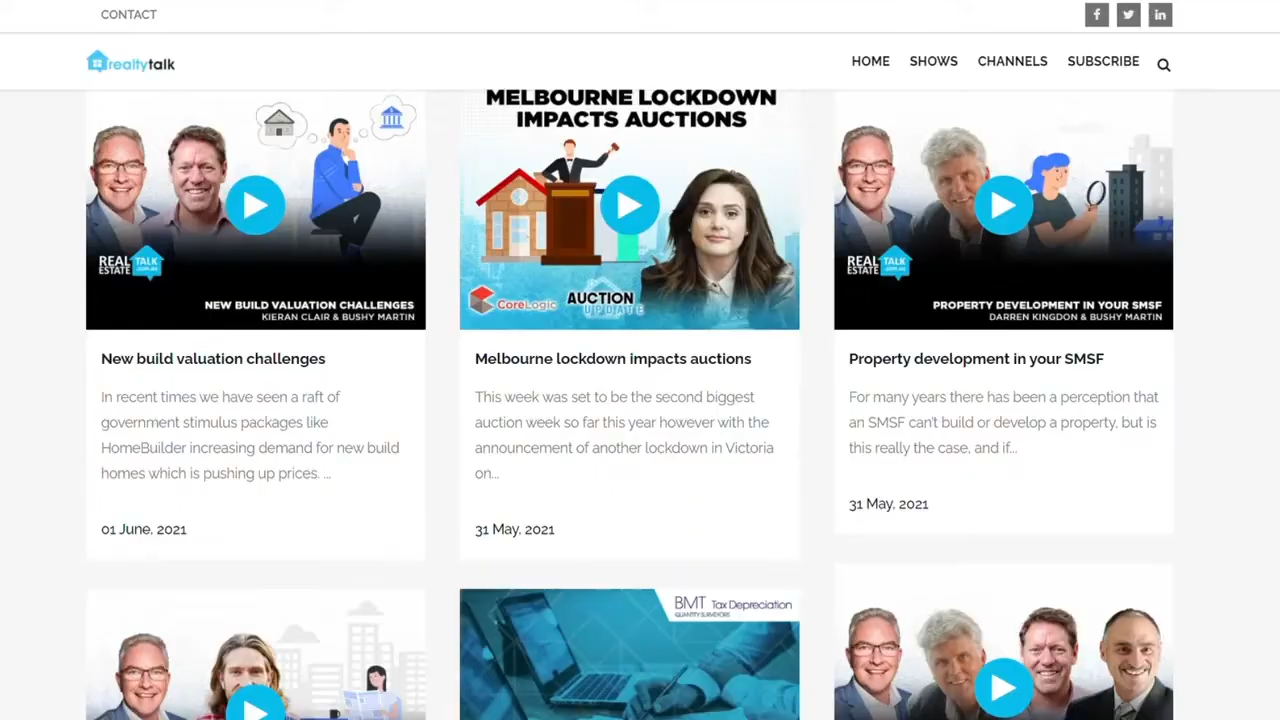 CONTACT
realtytalk
HOME SHOWS CHANNELS SUBSCRIBE
REAL ESTATE TALK
NEW BUILD VALUATION CHALLENGES
KIERAN CLAIR & BUSHY MARTIN
New build valuation challenges
In recent times we have seen a raft of
government stimulus packages like
HomeBuilder increasing demand for new build
homes which is pushing up prices. ...
01 June, 2021
MELBOURNE LOCKDOWN
IMPACTS AUCTIONS
CoreLogic
AUCTION
UPDATE
Melbourne lockdown impacts auctions
This week was set to be the second biggest
auction week so far this year however with the
announcement of another lockdown in Victoria
on...
31 May, 2021
REAL ESTATE TALK
PROPERTY DEVELOPMENT IN YOUR SMSF
DARREN KINGDON & BUSHY MARTIN
Property development in your SMSF
For many years there has been a perception that
an SMSF can't build or develop a property, but is
this really the case, and if...
31 May, 2021
BMT Tax Depreciation
QUANTITY SURVEYORS